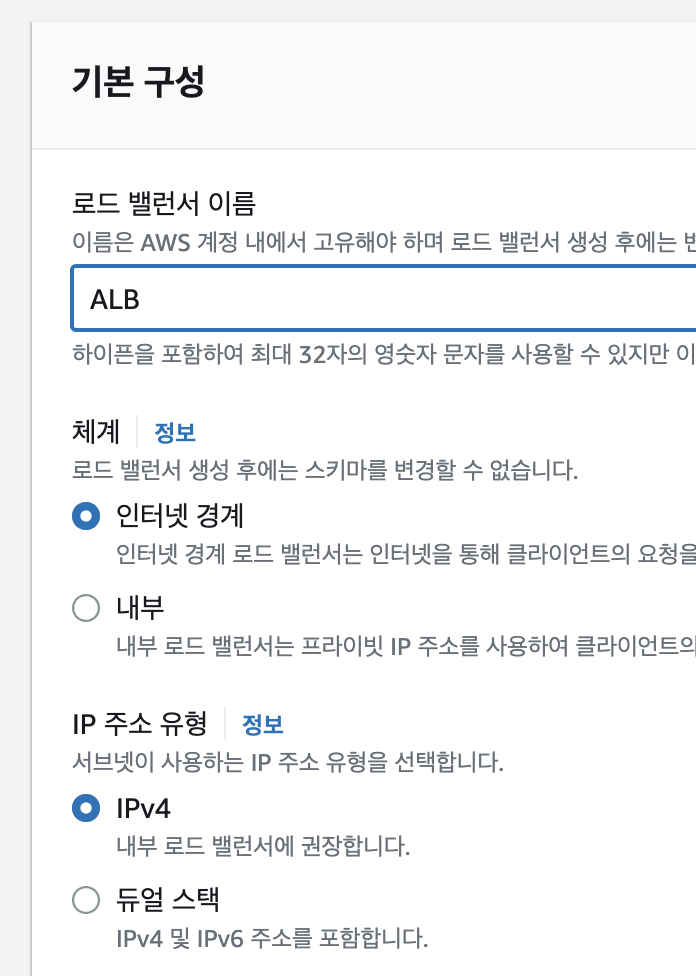 기본 구성
로드 밸런서 이름
이름은 AWS 계정 내에서 고유해야 하며 로드 밸런서 생성 후에는
ALB
하이픈을 포함하여 최대 32자의 영숫자 문자를 사용할 수 있지만 이
체계 정보
로드 밸런서 생성 후에는 스키마를 변경할 수 없습니다.
인터넷 경계
인터넷 경계 로드 밸런서는 인터넷을 통해 클라이언트의 요청을
내부
내부 로드 밸런서는 프라이빗 IP 주소를 사용하여 클라이언트의
IP 주소 유형 정보
서브넷이 사용하는 IP 주소 유형을 선택합니다.
IPv4
내부 로드 밸런서에 권장합니다.
듀얼 스택
IPv4 및 IPv6 주소를 포함합니다.